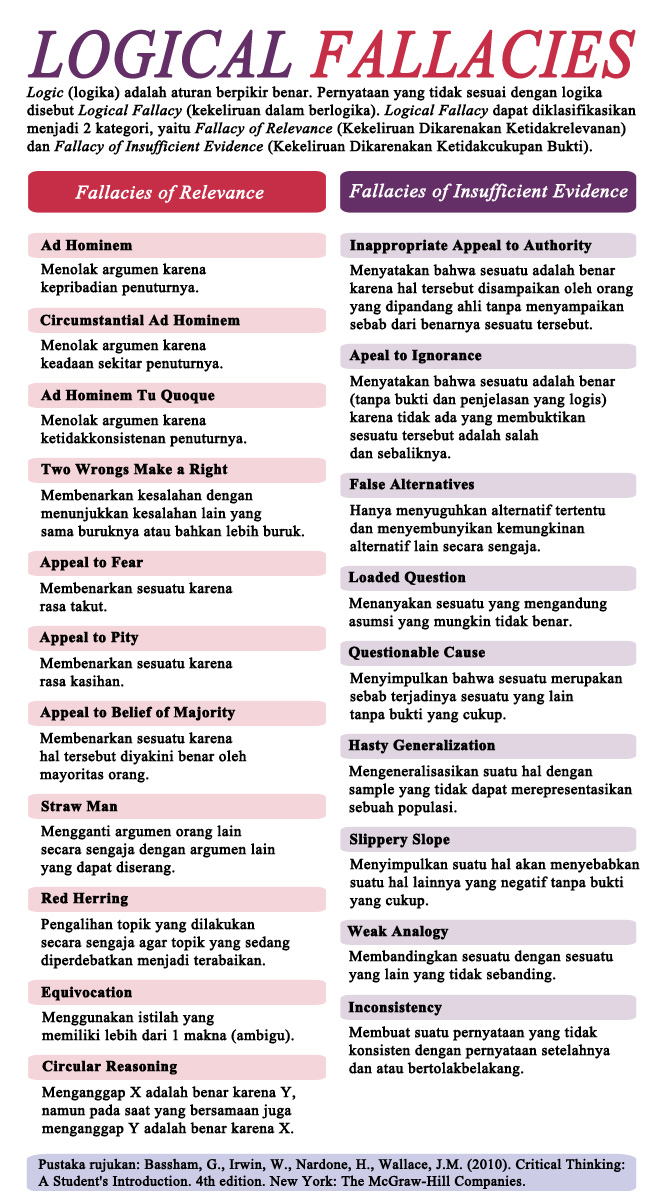 LOGICAL FALLACIES
Logic (logika) adalah aturan berpikir benar. Pernyataan yang tidak sesuai dengan logika
disebut Logical Fallacy (kekeliruan dalam berlogika). Logical Fallacy dapat diklasifikasikan
menjadi 2 kategori, yaitu Fallacy of Relevance (Kekeliruan Dikarenakan Ketidakrelevanan)
dan Fallacy of Insufficient Evidence (Kekeliruan Dikarenakan Ketidakcukupan Bukti).
Fallacies of Relevance
Ad Hominem
Menolak argumen karena
kepribadian penuturnya.
Circumstantial Ad Hominem
Menolak argumen karena
keadaan sekitar penuturnya.
Ad Hominem Tu Quoque
Menolak argumen karena
ketidakkonsistenan penuturnya.
Two Wrongs Make a Right
Membenarkan kesalahan dengan
menunjukkan kesalahan lain yang
sama buruknya atau bahkan lebih buruk.
Appeal to Fear
Membenarkan sesuatu karena
rasa takut.
Appeal to Pity
Membenarkan sesuatu karena
rasa kasihan.
Appeal to Belief of Majority
Membenarkan sesuatu karena
hal tersebut diyakini benar oleh
mayoritas orang.
Straw Man
Mengganti argumen orang lain
secara sengaja dengan argumen lain
yang dapat diserang.
Red Herring
Pengalihan topik yang dilakukan
secara sengaja agar topik yang sedang
diperdebatkan menjadi terabaikan.
Equivocation
Menggunakan istilah yang
memiliki lebih dari 1 makna (ambigu).
Circular Reasoning
Menganggap X adalah benar karena Y,
namun pada saat yang bersamaan juga
menganggap Y adalah benar karena X.
Fallacies of Insufficient Evidence
Inappropriate Appeal to Authority
Menyatakan bahwa sesuatu adalah benar
karena hal tersebut disampaikan oleh orang
yang dipandang ahli tanpa menyampaikan
sebab dari benarnya sesuatu tersebut.
Apeal to Ignorance
Menyatakan bahwa sesuatu adalah benar
(tanpa bukti dan penjelasan yang logis)
karena tidak ada yang membuktikan
sesuatu tersebut adalah salah
dan sebaliknya.
False Alternatives
Hanya menyuguhkan alternatif tertentu
dan menyembunyikan kemungkinan
alternatif lain secara sengaja.
Loaded Question
Menanyakan sesuatu yang mengandung
asumsi yang mungkin tidak benar.
Questionable Cause
Menyimpulkan bahwa sesuatu merupakan
sebab terjadinya sesuatu yang lain
tanpa bukti yang cukup.
Hasty Generalization
Mengeneralisasikan suatu hal dengan
sample yang tidak dapat merepresentasikan
sebuah populasi.
Slippery Slope
Menyimpulkan suatu hal akan menyebabkan
suatu hal lainnya yang negatif tanpa bukti
yang cukup.
Weak Analogy
Membandingkan sesuatu dengan sesuatu
yang lain yang tidak sebanding.
Inconsistency
Membuat suatu pernyataan yang tidak
konsisten dengan pernyataan setelahnya
dan atau bertolakbelakang.
Pustaka rujukan: Bassham, G., Irwin, W., Nardone, H., Wallace, J.M. (2010). Critical Thinking:
A Student's Introduction. 4th edition. New York: The McGraw-Hill Companies.